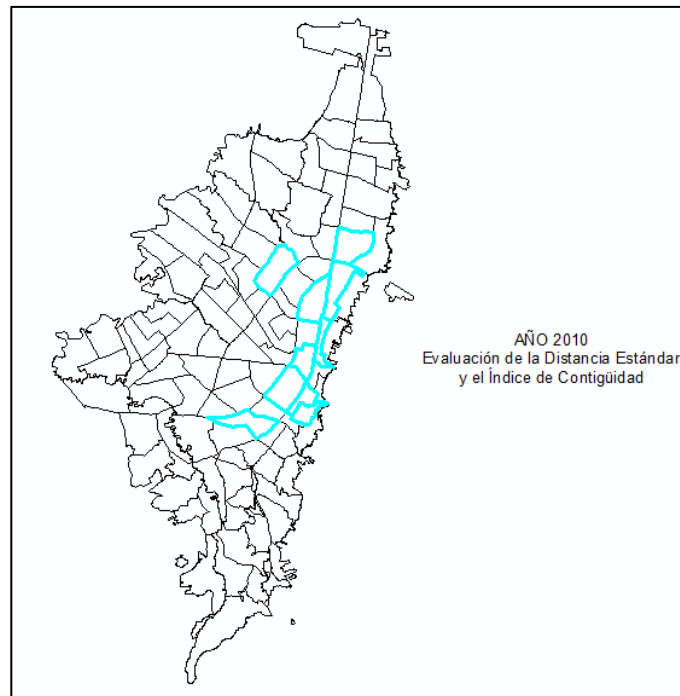 AÑO 2010
Evaluación de la Distancia Estándar
y el Índice de Contigüidad